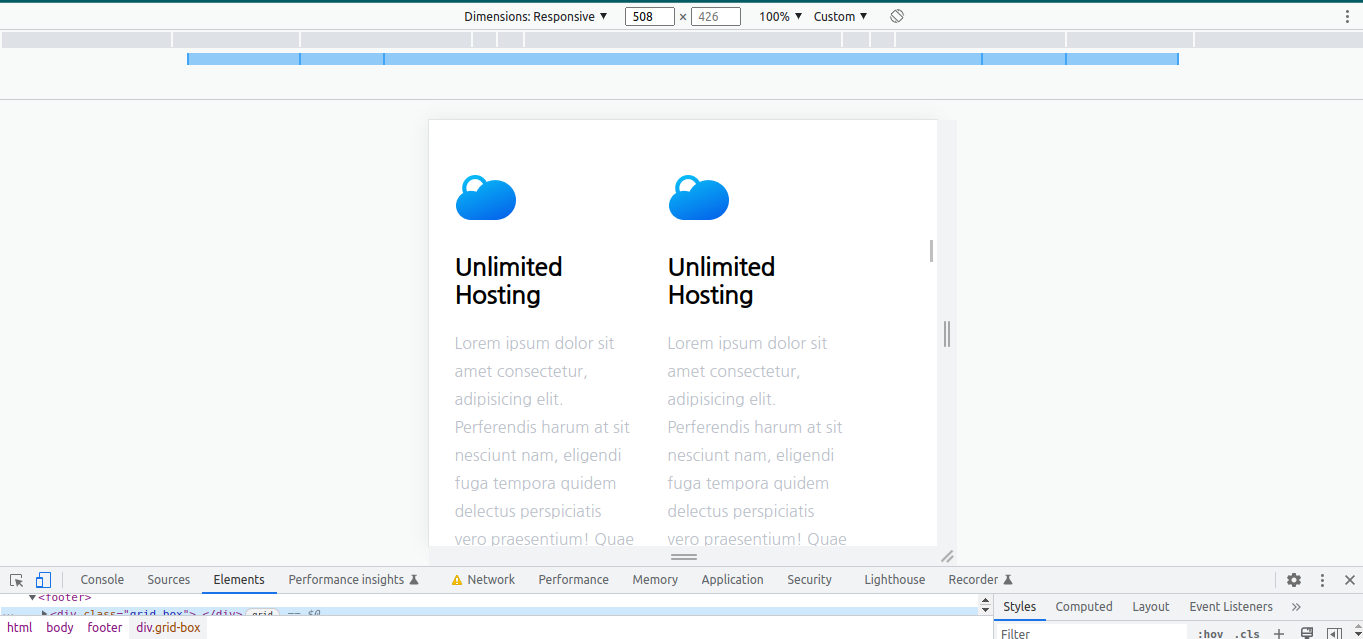 Dimensions: Responsive ▼ 508 × 426 100% ▼ Custom ▼
Unlimited
Hosting
Lorem ipsum dolor sit
amet consectetur,
adipisicing elit.
Perferendis harum at sit
nesciunt nam, eligendi
fuga tempora quidem
delectus perspiciatis
vero praesentium! Quae
Unlimited
Hosting
Lorem ipsum dolor sit
amet consectetur,
adipisicing elit.
Perferendis harum at sit
nesciunt nam, eligendi
fuga tempora quidem
delectus perspiciatis
vero praesentium! Quae
Console Sources Elements Performance insights Network Performance Memory Application Security Lighthouse Recorder
▼<footer>
… ▶<div class="grid-box">…</div> grid == $0
html body footer div.grid-box
Styles Computed Layout Event Listeners »
Filter :hov .cls +